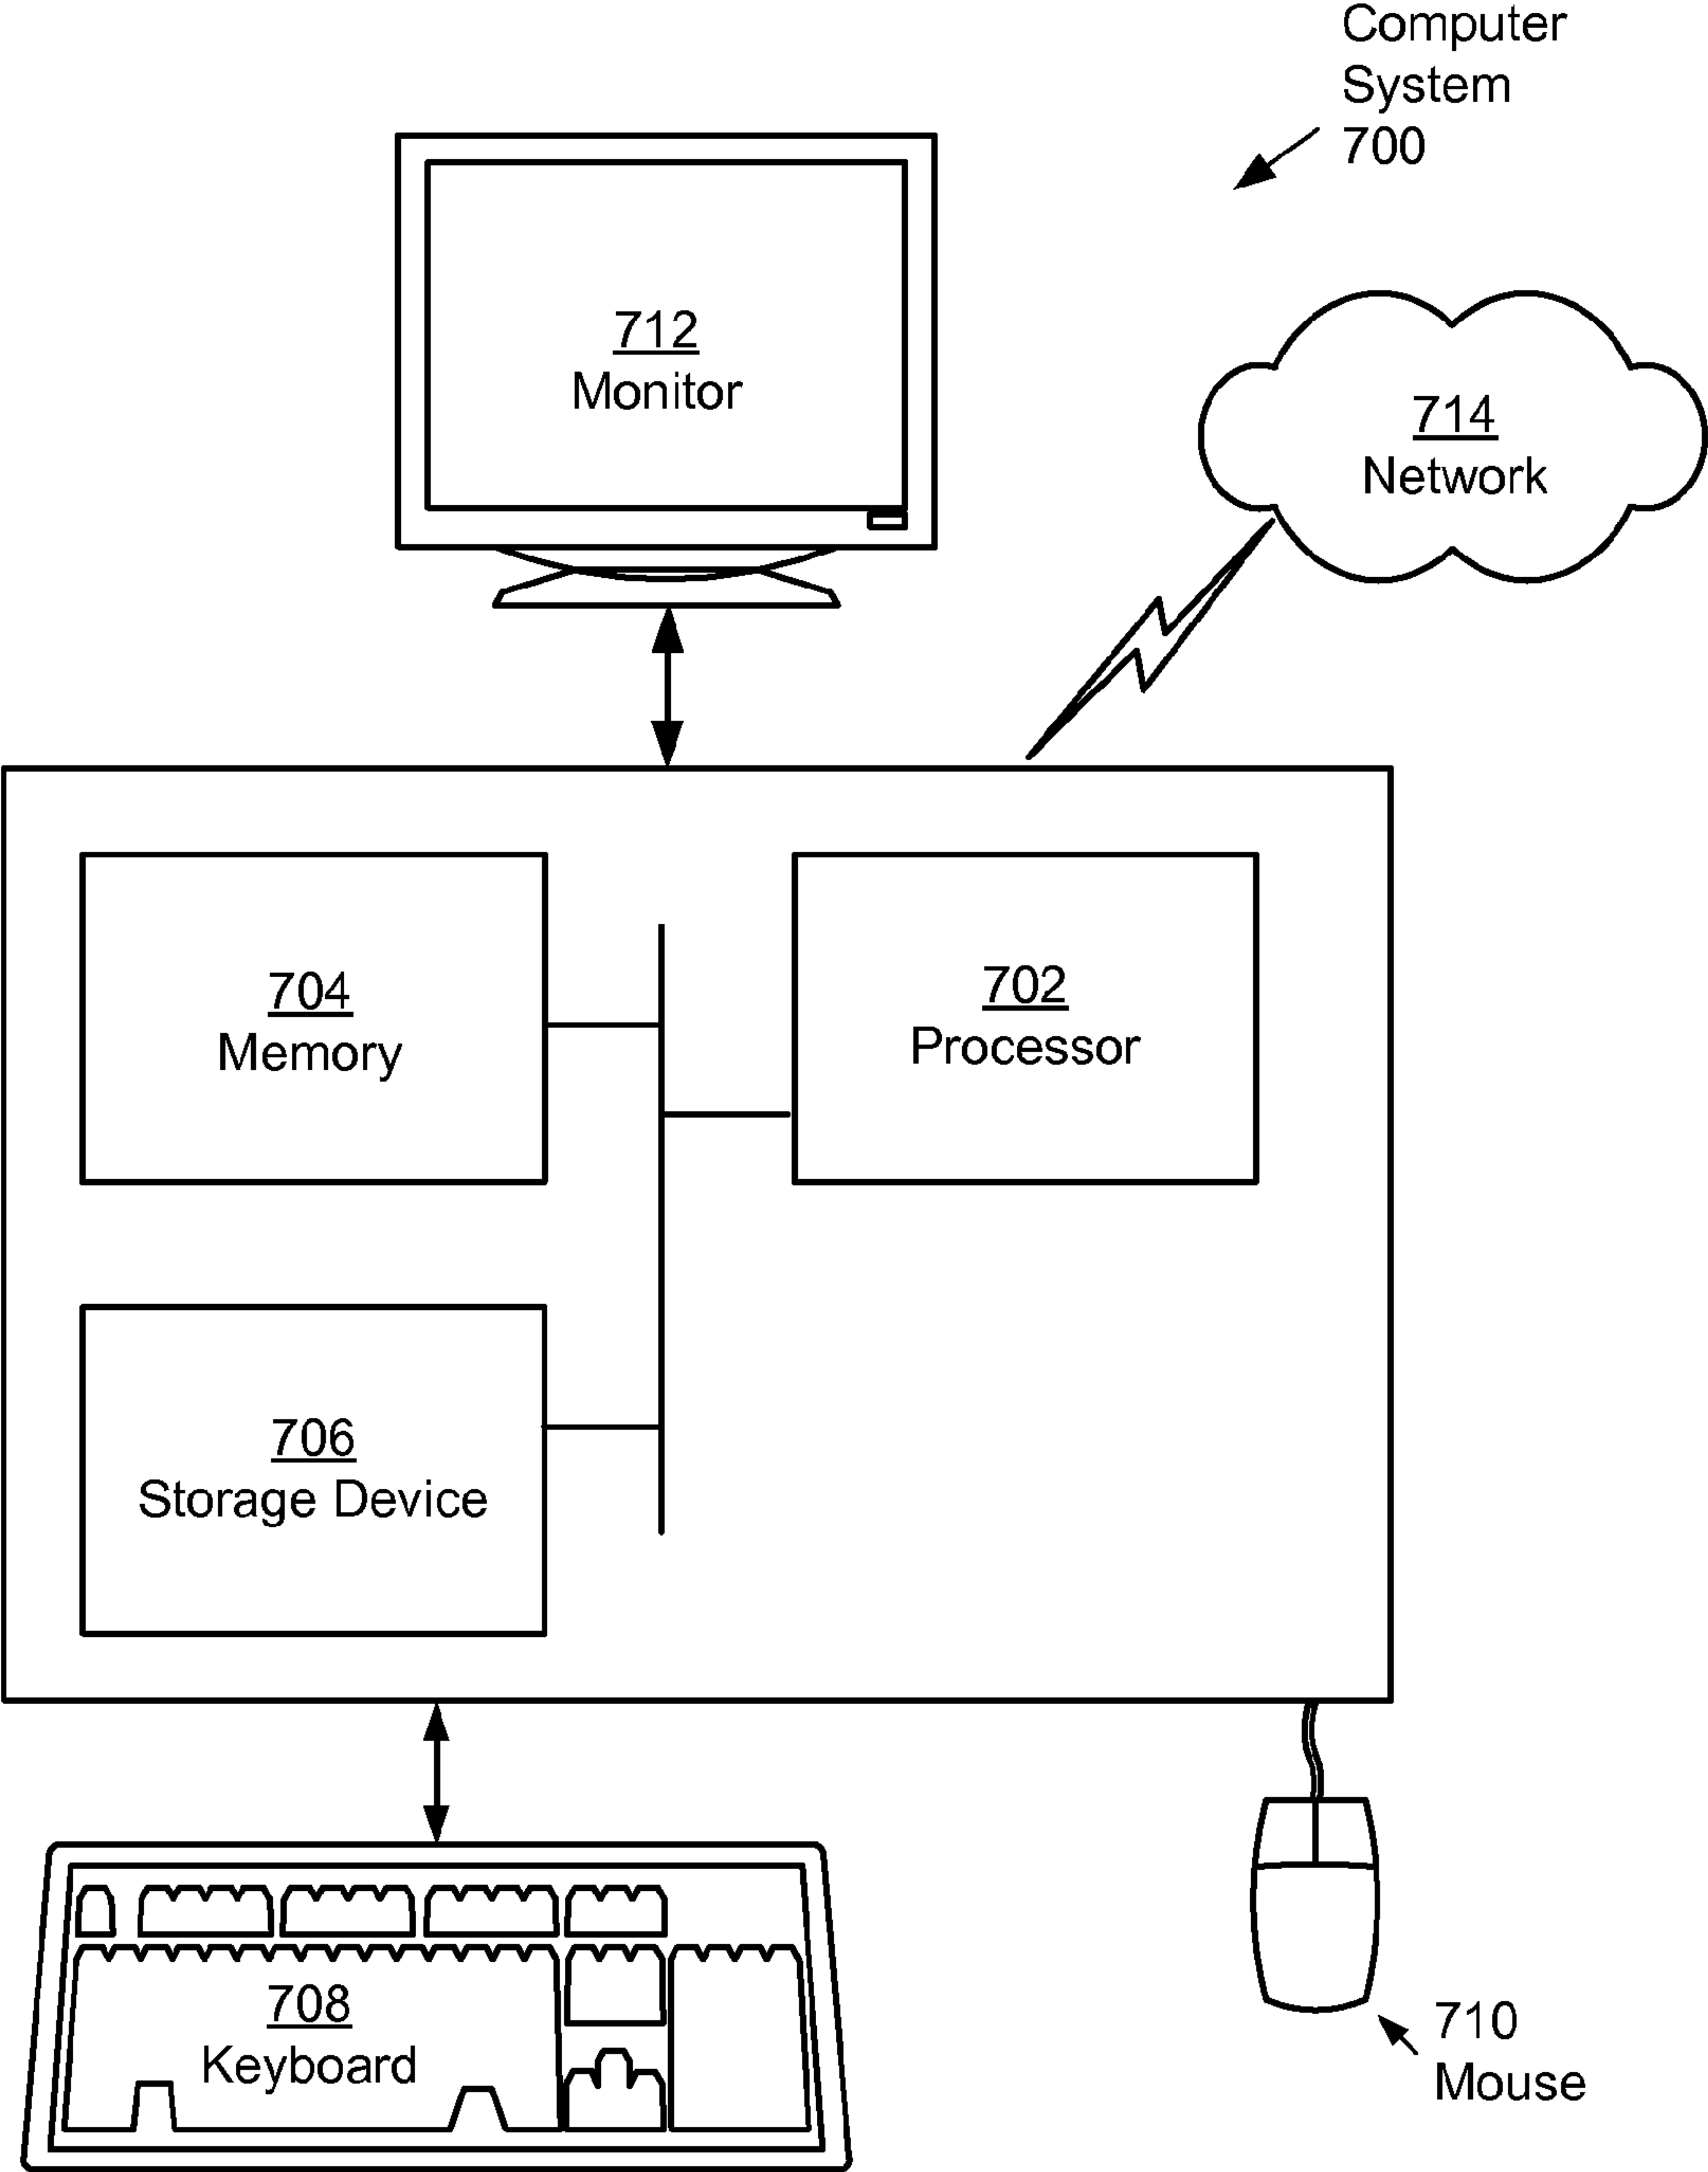 Computer
System
700
712
Monitor
714
Network
704
Memory
702
Processor
706
Storage Device
708
Keyboard
710
Mouse